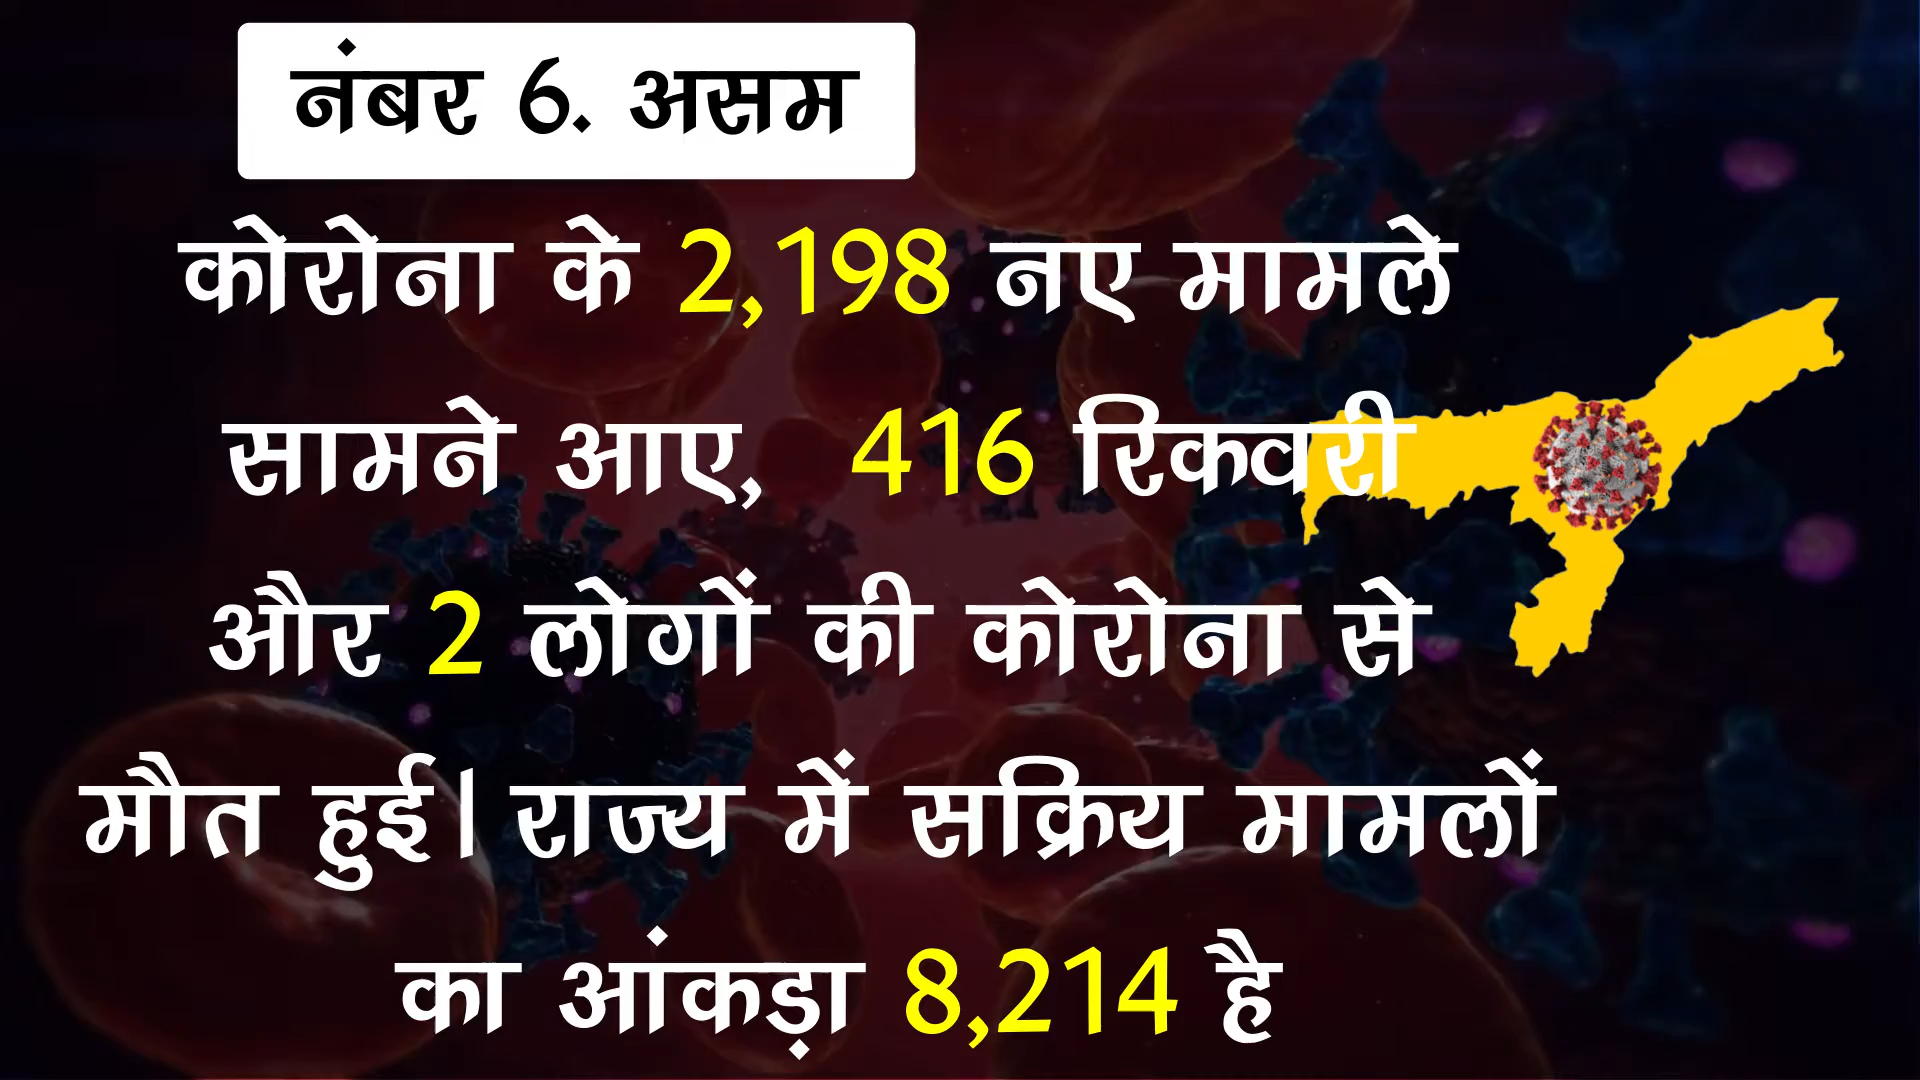 नंबर 6. असम
कोरोना के 2,198 नए मामले
सामने आए, 416 रिकवरी
और 2 लोगों की कोरोना से
मौत हुई। राज्य में सक्रिय मामलों
का आंकड़ा 8,214 है